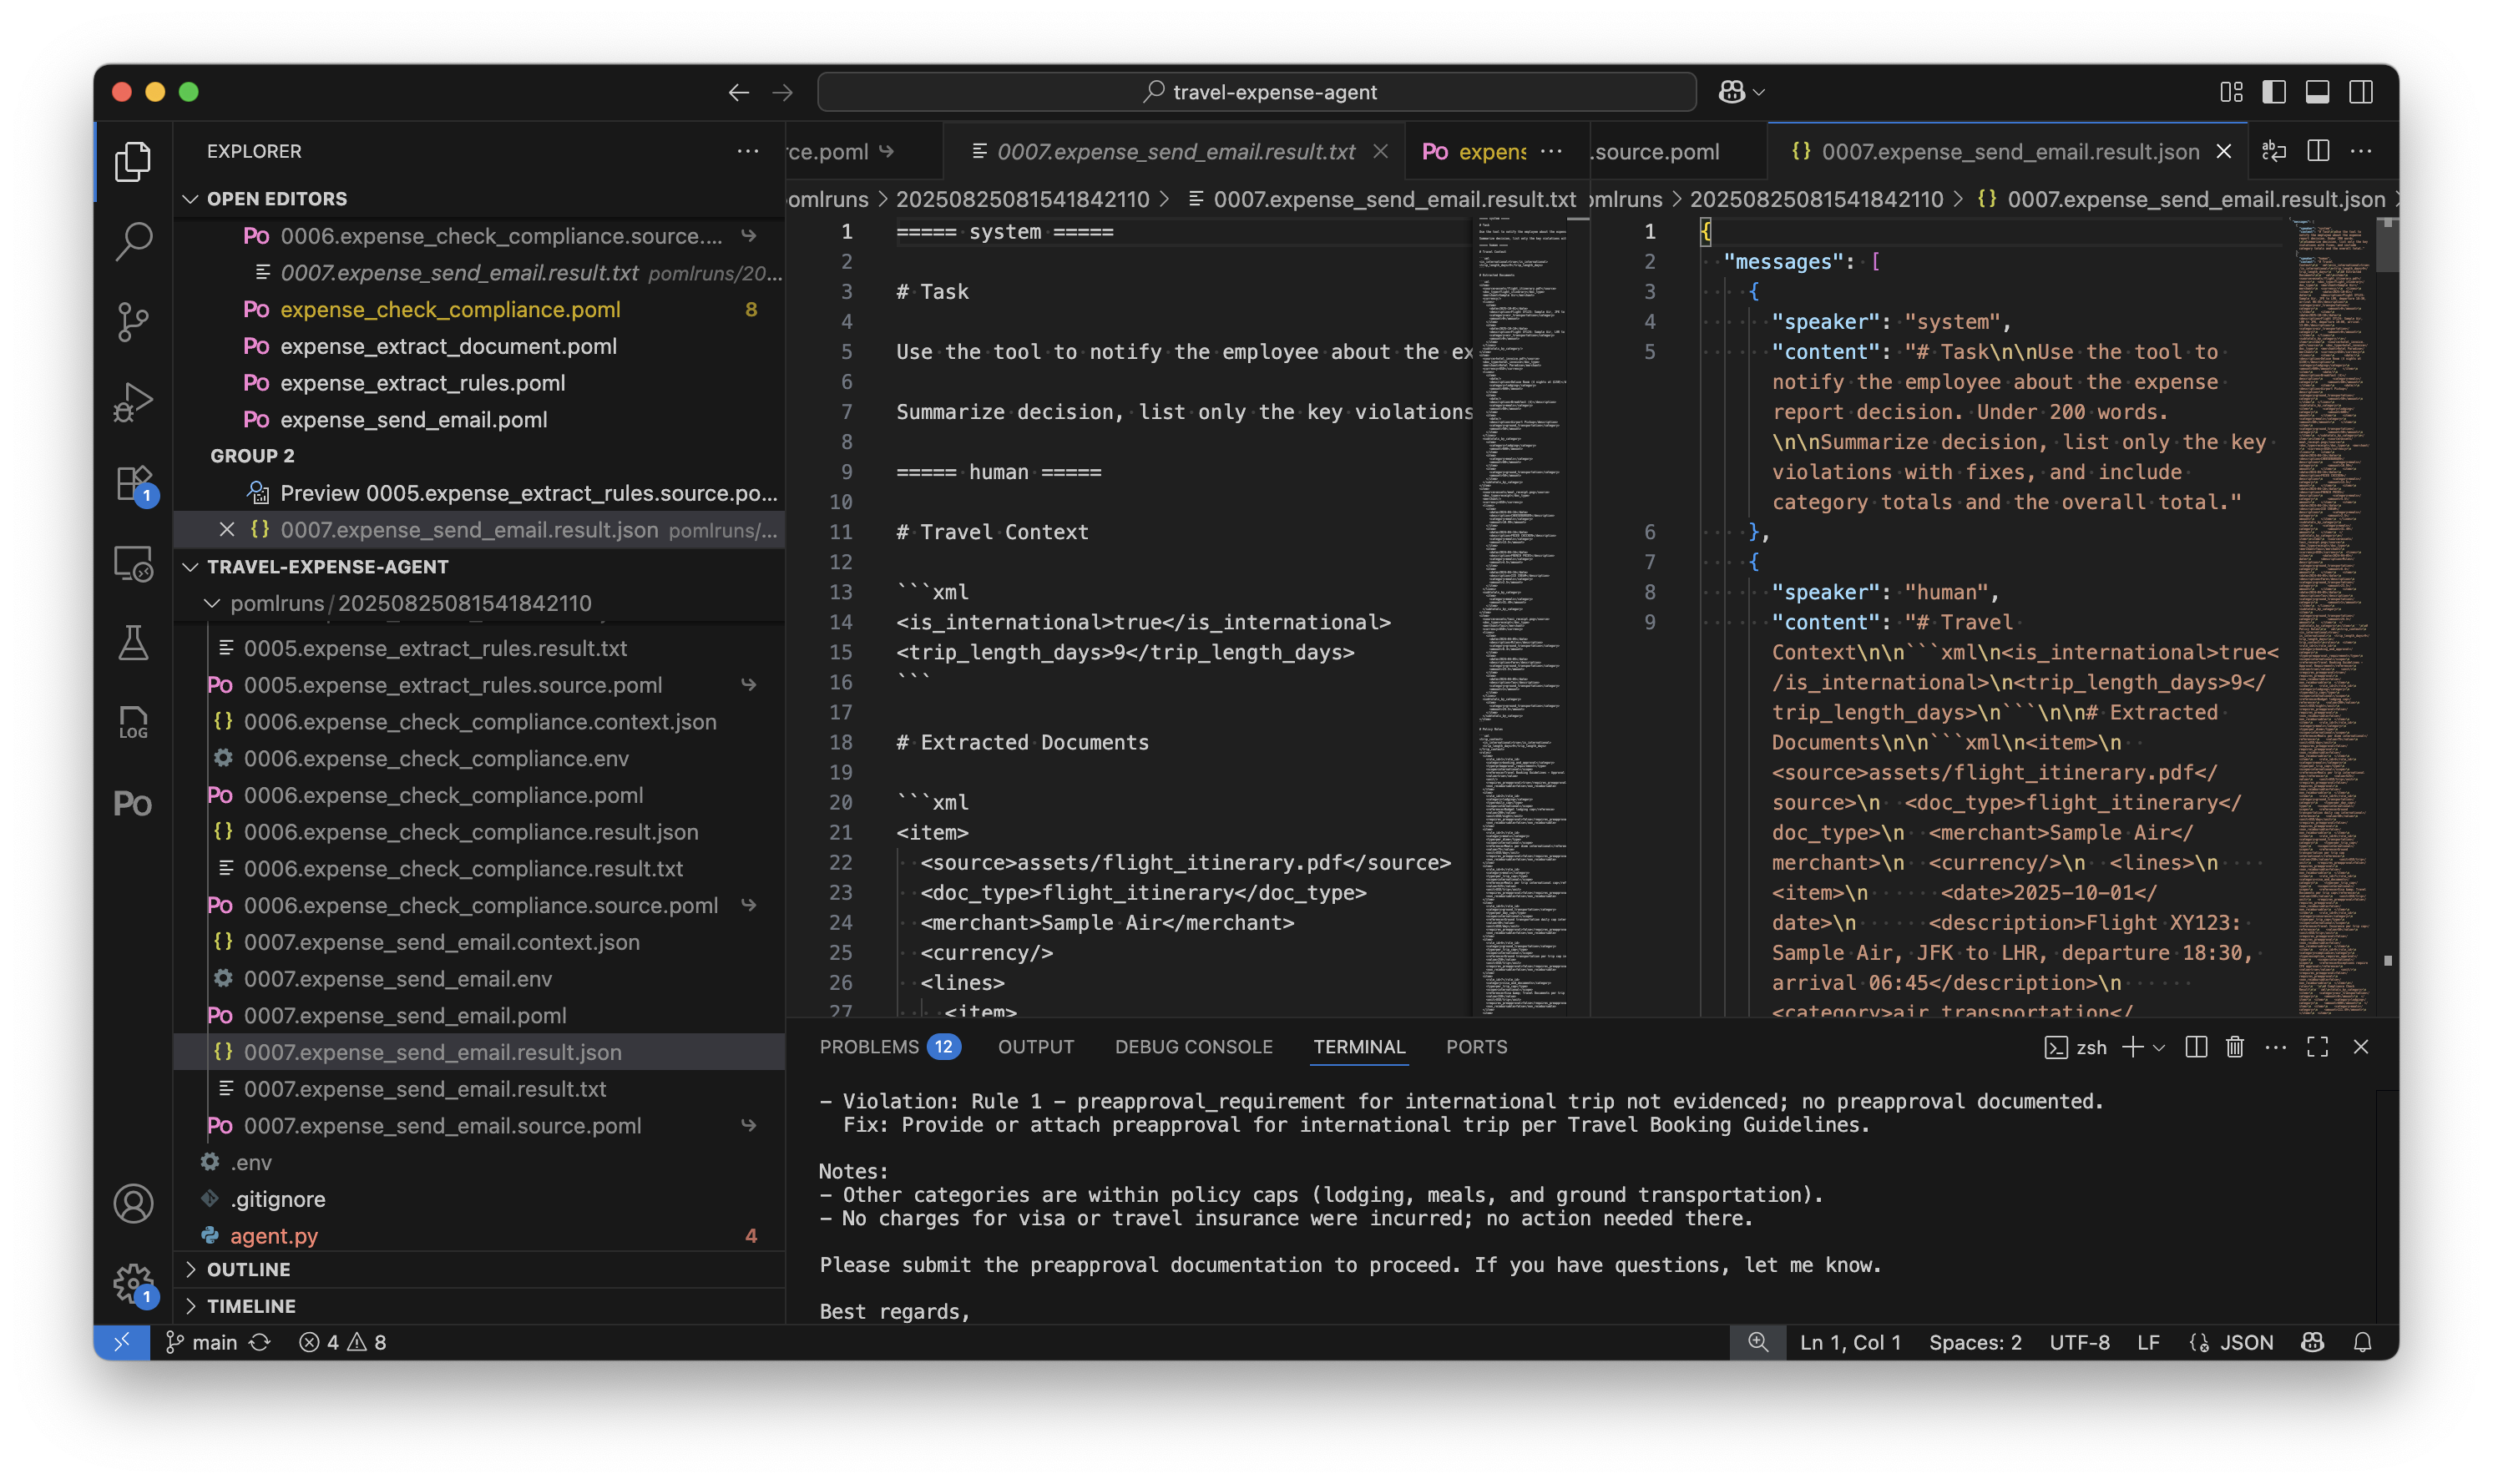 travel-expense-agent
EXPLORER
OPEN EDITORS
Po 0006.expense_check_compliance.source....
0007.expense_send_email.result.txt pomlruns/20...
Po expense_check_compliance.poml 8
Po expense_extract_document.poml
Po expense_extract_rules.poml
Po expense_send_email.poml
GROUP 2
Preview 0005.expense_extract_rules.source.po...
{} 0007.expense_send_email.result.json pomlruns/...
TRAVEL-EXPENSE-AGENT
pomlruns/20250825081541842110
0005.expense_extract_rules.result.txt
Po 0005.expense_extract_rules.source.poml
{} 0006.expense_check_compliance.context.json
0006.expense_check_compliance.env
Po 0006.expense_check_compliance.poml
{} 0006.expense_check_compliance.result.json
0006.expense_check_compliance.result.txt
Po 0006.expense_check_compliance.source.poml
{} 0007.expense_send_email.context.json
0007.expense_send_email.env
Po 0007.expense_send_email.poml
{} 0007.expense_send_email.result.json
0007.expense_send_email.result.txt
Po 0007.expense_send_email.source.poml
.env
.gitignore
agent.py 4
OUTLINE
TIMELINE
1
LOG
Po
1
rce.poml
0007.expense_send_email.result.txt
Po expens ...
omlruns > 20250825081541842110 > 0007.expense_send_email.result.txt
1 ===== system =====
2
3 # Task
4
5 Use the tool to notify the employee about the ex
6
7 Summarize decision, list only the key violations
8
9 ===== human =====
10
11 # Travel Context
12
13 ```xml
14 <is_international>true</is_international>
15 <trip_length_days>9</trip_length_days>
16 ```
17
18 # Extracted Documents
19
20 ```xml
21 <item>
22 <source>assets/flight_itinerary.pdf</source>
23 <doc_type>flight_itinerary</doc_type>
24 <merchant>Sample Air</merchant>
25 <currency/>
26 <lines>
27 <item>
.source.poml
{} 0007.expense_send_email.result.json
omlruns > 20250825081541842110 > {} 0007.expense_send_email.result.json
1 {
2 "messages": [
3 {
4 "speaker": "system",
5 "content": "# Task\n\nUse the tool to
notify the employee about the expense
report decision. Under 200 words.
\n\nSummarize decision, list only the key
violations with fixes, and include
category totals and the overall total."
6 },
7 {
8 "speaker": "human",
9 "content": "# Travel
Context\n\n```xml\n<is_international>true<
/is_international>\n<trip_length_days>9</
trip_length_days>\n```\n\n# Extracted
Documents\n\n```xml\n<item>\n
<source>assets/flight_itinerary.pdf</
source>\n <doc_type>flight_itinerary</
doc_type>\n <merchant>Sample Air</
merchant>\n <currency/>\n <lines>\n
<item>\n <date>2025-10-01</
date>\n <description>Flight XY123:
Sample Air, JFK to LHR, departure 18:30,
arrival 06:45</description>\n
<category>air_transportation</
PROBLEMS 12 OUTPUT DEBUG CONSOLE TERMINAL PORTS
zsh
- Violation: Rule 1 - preapproval_requirement for international trip not evidenced; no preapproval documented.
Fix: Provide or attach preapproval for international trip per Travel Booking Guidelines.
Notes:
- Other categories are within policy caps (lodging, meals, and ground transportation).
- No charges for visa or travel insurance were incurred; no action needed there.
Please submit the preapproval documentation to proceed. If you have questions, let me know.
Best regards,
main 4 8
Ln 1, Col 1 Spaces: 2 UTF-8 LF JSON